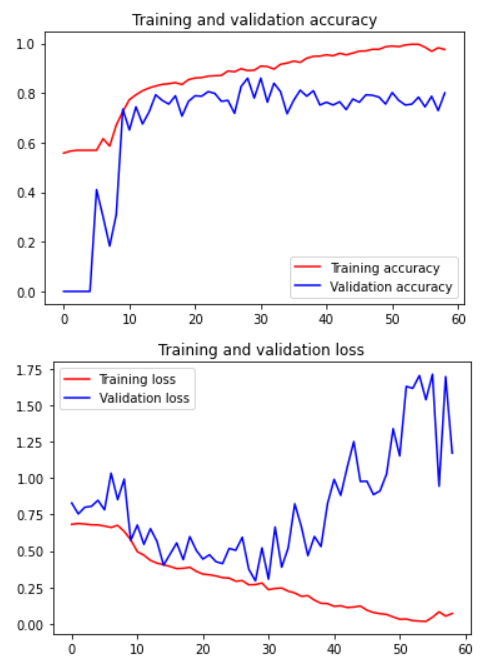 Training and validation accuracy
1.0
0.8
0.6
0.4
0.2
0.0
Training accuracy
Validation accuracy
0 10 20 30 40 50 60
Training and validation loss
1.75
1.50
1.25
1.00
0.75
0.50
0.25
0.00
Training loss
Validation loss
0 10 20 30 40 50 60